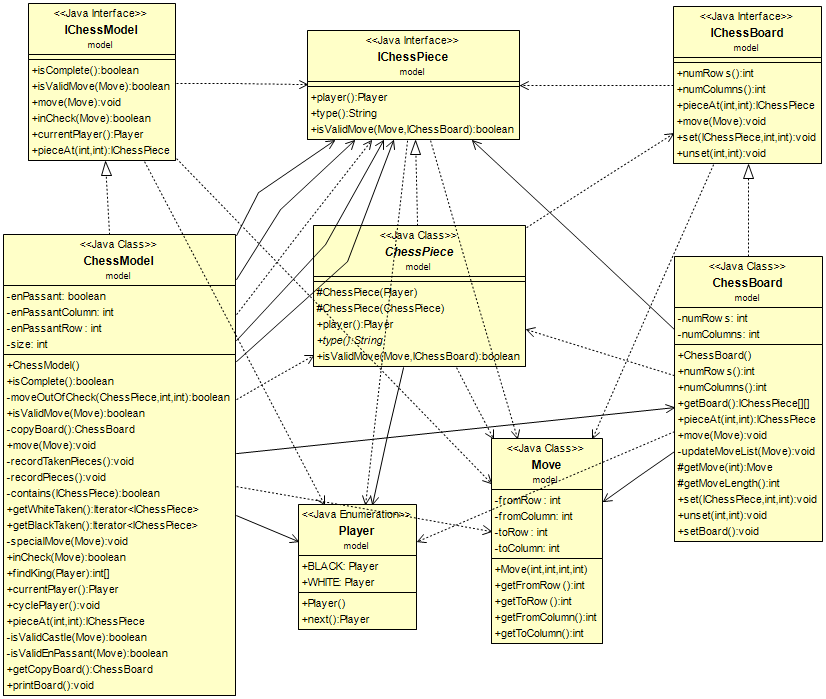 <<Java Interface>>
IChessModel
model
+isComplete():boolean
+isValidMove(Move):boolean
+move(Move):void
+inCheck(Move):boolean
+currentPlayer():Player
+pieceAt(int,int):IChessPiece
<<Java Interface>>
IChessPiece
model
+player():Player
+type():String
+isValidMove(Move,IChessBoard):boolean
<<Java Interface>>
IChessBoard
model
+numRows():int
+numColumns():int
+pieceAt(int,int):IChessPiece
+move(Move):void
+set(IChessPiece,int,int):void
+unset(int,int):void
<<Java Class>>
ChessModel
model
-enPassant: boolean
-enPassantColumn: int
-enPassantRow: int
-size: int
+ChessModel()
+isComplete():boolean
-moveOutOfCheck(ChessPiece,int,int):boolean
+isValidMove(Move):boolean
-copyBoard():ChessBoard
+move(Move):void
-recordTakenPieces():void
-recordPieces():void
-contains(IChessPiece):boolean
+getWhiteTaken():Iterator<IChessPiece>
+getBlackTaken():Iterator<IChessPiece>
-specialMove(Move):void
+inCheck(Move):boolean
+findKing(Player):int[]
+currentPlayer():Player
+cyclePlayer():void
+pieceAt(int,int):IChessPiece
-isValidCastle(Move):boolean
-isValidEnPassant(Move):boolean
+getCopyBoard():ChessBoard
+printBoard():void
<<Java Class>>
ChessPiece
model
#ChessPiece(Player)
#ChessPiece(ChessPiece)
+player():Player
+type():String
+isValidMove(Move,IChessBoard):boolean
<<Java Class>>
ChessBoard
model
-numRows: int
-numColumns: int
+ChessBoard()
+numRows():int
+numColumns():int
+getBoard():IChessPiece[][]
+pieceAt(int,int):IChessPiece
+move(Move):void
-updateMoveList(Move):void
#getMove(int):Move
#getMoveLength():int
+set(IChessPiece,int,int):void
+unset(int,int):void
+setBoard():void
<<Java Enumeration>>
Player
model
+BLACK: Player
+WHITE: Player
+Player()
+next():Player
<<Java Class>>
Move
model
-fromRow: int
-fromColumn: int
-toRow: int
-toColumn: int
+Move(int,int,int,int)
+getFromRow():int
+getToRow():int
+getFromColumn():int
+getToColumn():int